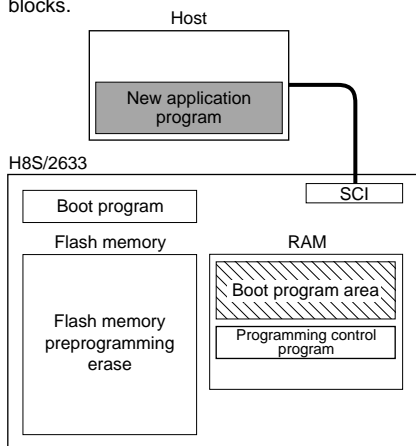 blocks.
Host
New application
program
H8S/2633
SCI
Boot program
Flash memory
RAM
Boot program area
Flash memory
preprogramming
erase
Programming control
program